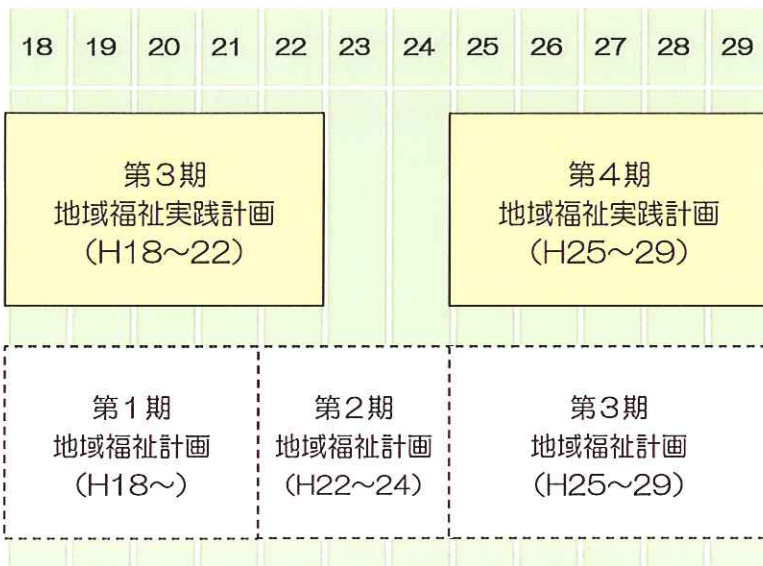 18 19 20 21 22 23 24 25 26 27 28 29
第3期
地域福祉実践計画
(H18～22)
第4期
地域福祉実践計画
(H25～29)
第1期
地域福祉計画
(H18～)
第2期
地域福祉計画
(H22～24)
第3期
地域福祉計画
(H25～29)